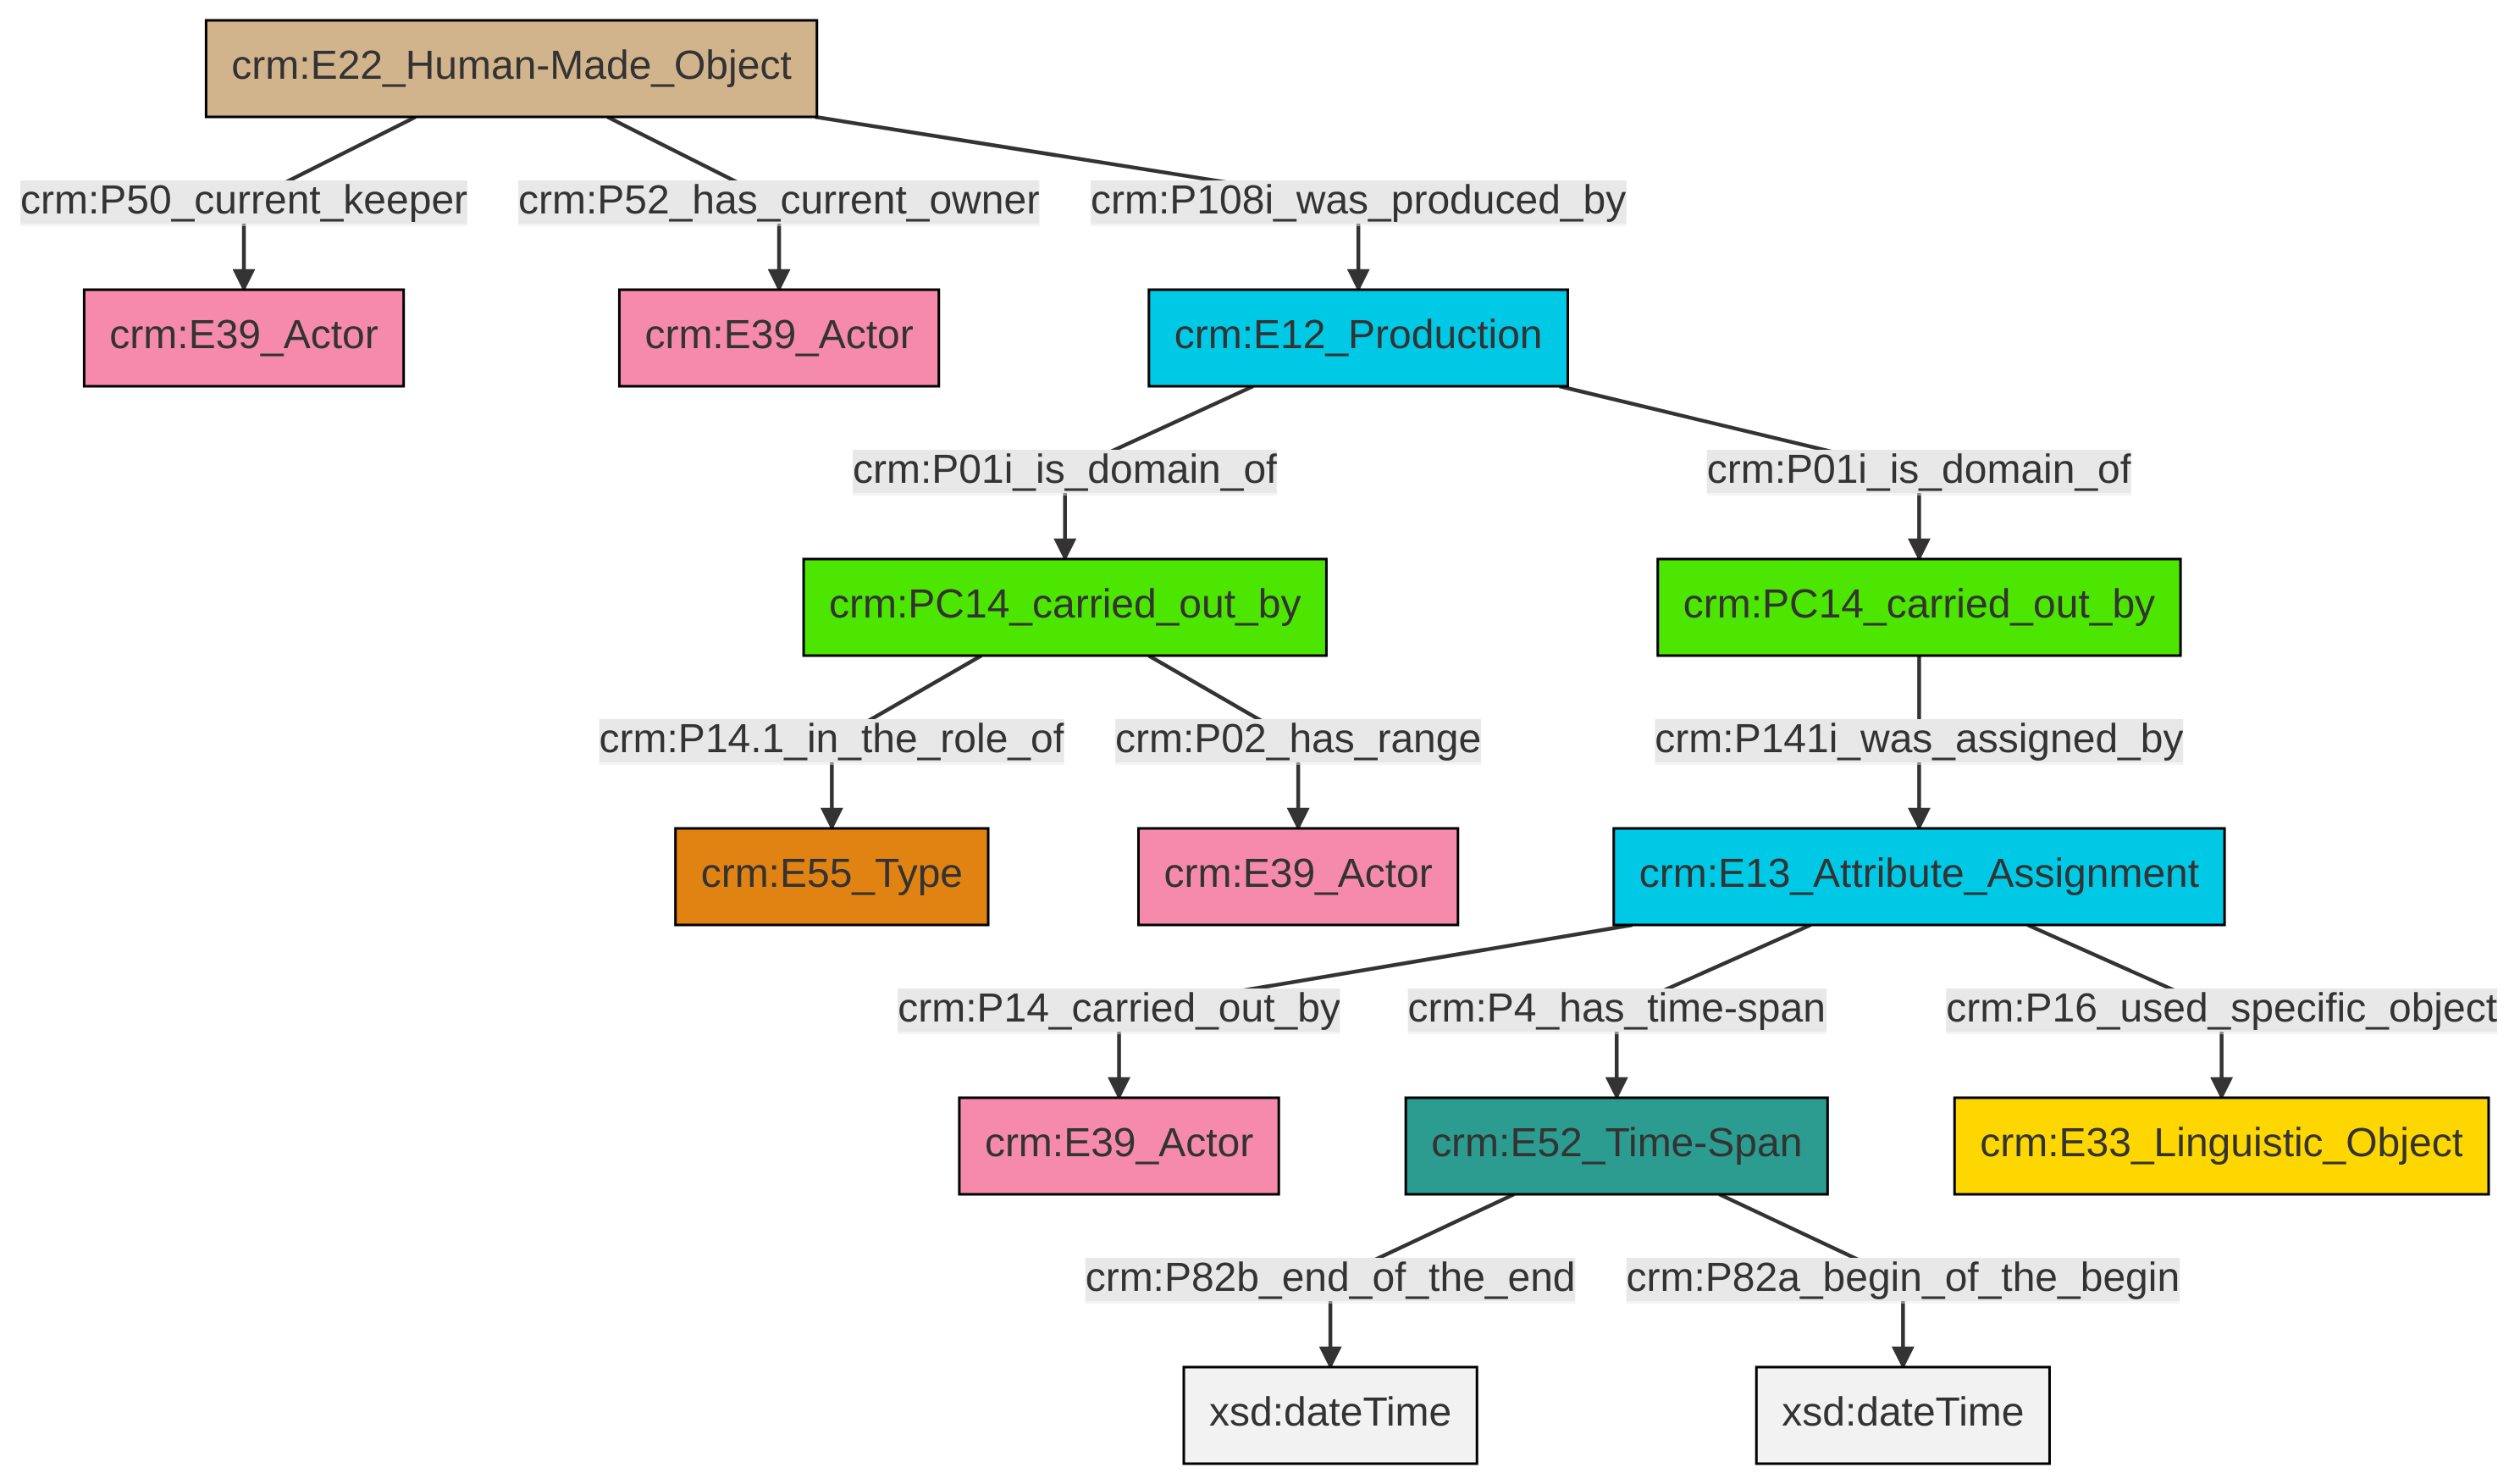 crm:E22_Human-Made_Object
crm:P50_current_keeper
crm:P52_has_current_owner
crm:P108i_was_produced_by
crm:E39_Actor
crm:E39_Actor
crm:E12_Production
crm:P01i_is_domain_of
crm:P01i_is_domain_of
crm:PC14_carried_out_by
crm:PC14_carried_out_by
crm:P14.1_in_the_role_of
crm:P02_has_range
crm:P141i_was_assigned_by
crm:E55_Type
crm:E39_Actor
crm:E13_Attribute_Assignment
crm:P14_carried_out_by
crm:P4_has_time-span
crm:P16_used_specific_object
crm:E39_Actor
crm:E52_Time-Span
crm:E33_Linguistic_Object
crm:P82b_end_of_the_end
crm:P82a_begin_of_the_begin
xsd:dateTime
xsd:dateTime